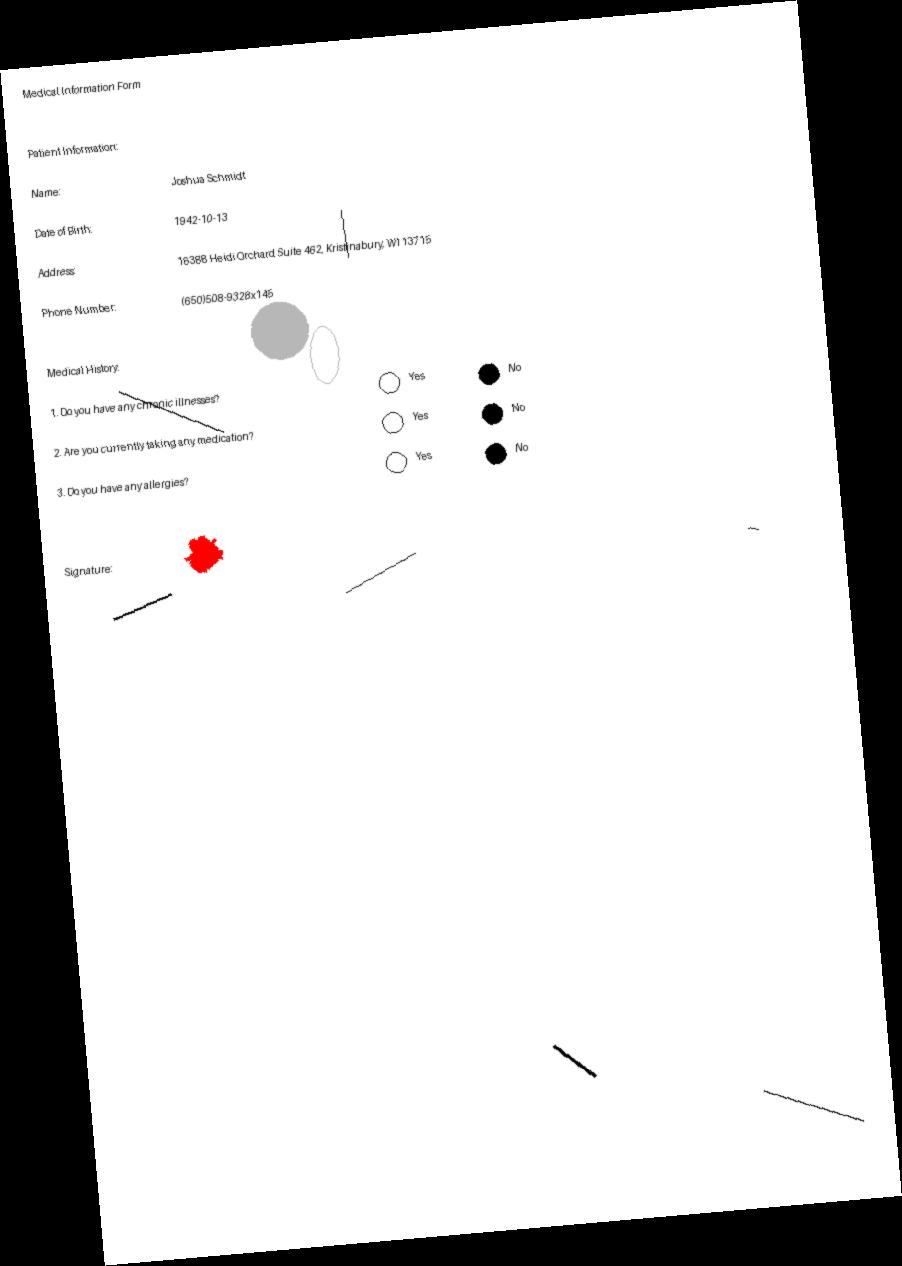 Medical Information Form
Patient Information:
Name: Joshua Schmidt
Date of Birth: 1942-10-13
Address: 16388 Heidi Orchard Suite 462, Kristinabury, WI 13715
Phone Number: (650)508-9328x145
Medical History:
1. Do you have any chronic illnesses? Yes No
2. Are you currently taking any medication? Yes No
3. Do you have any allergies? Yes No
Signature: